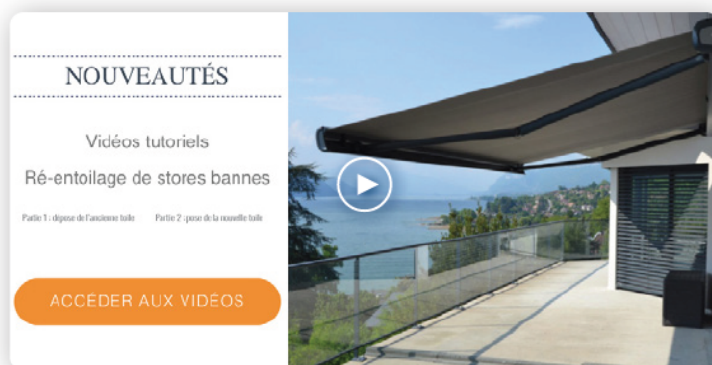 NOUVEAUTÉS
Vidéos tutoriels
Ré-entoilage de stores bannes
Partie 1 : dépose de l'ancienne toile Partie 2 : pose de la nouvelle toile
ACCÉDER AUX VIDÉOS